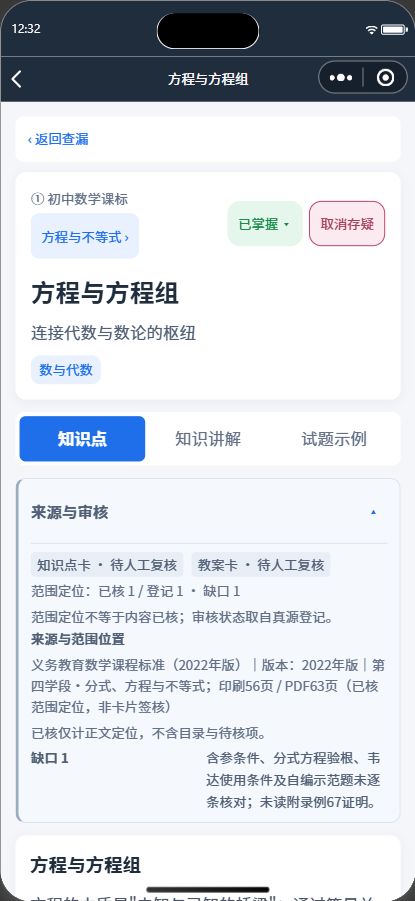 12:32
方程与方程组
‹ 返回查漏
① 初中数学课标
方程与不等式 ›
已掌握
取消存疑
方程与方程组
连接代数与数论的枢纽
数与代数
知识点
知识讲解
试题示例
来源与审核
知识点卡 · 待人工复核
教案卡 · 待人工复核
范围定位：已核 1 / 登记 1 · 缺口 1
范围定位不等于内容已核；审核状态取自真源登记。
来源与范围位置
义务教育数学课程标准（2022年版）｜版本：2022年版｜第
四学段·分式、方程与不等式；印刷56页 / PDF63页（已核
范围定位，非卡片签核）
已核仅计正文定位，不含目录与待核项。
缺口 1
含参条件、分式方程验根、韦
达使用条件及自编示范题未逐
条核对；未读附录例67证明。
方程与方程组